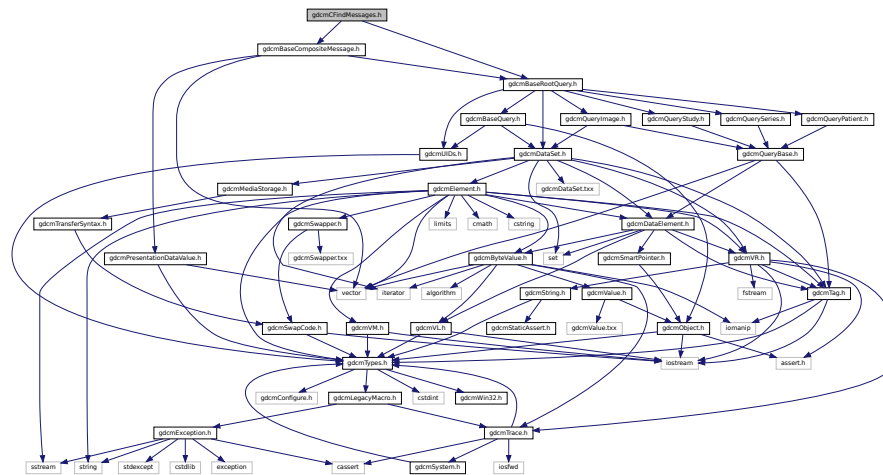 gdcmCFindMessages.h
gdcmBaseCompositeMessage.h
gdcmBaseRootQuery.h
gdcmBaseQuery.h
gdcmQueryImage.h
gdcmQueryStudy.h
gdcmQuerySeries.h
gdcmQueryPatient.h
gdcmUIDs.h
gdcmDataSet.h
gdcmQueryBase.h
gdcmMediaStorage.h
gdcmElement.h
gdcmDataSet.txx
gdcmTransferSyntax.h
gdcmSwapper.h
limits
cmath
cstring
gdcmDataElement.h
gdcmPresentationDataValue.h
gdcmSwapper.txx
gdcmByteValue.h
set
gdcmSmartPointer.h
gdcmVR.h
vector
iterator
algorithm
gdcmString.h
gdcmValue.h
fstream
gdcmTag.h
gdcmSwapCode.h
gdcmVM.h
gdcmVL.h
gdcmStaticAssert.h
gdcmValue.txx
gdcmObject.h
iomanip
gdcmTypes.h
iostream
assert.h
gdcmConfigure.h
gdcmLegacyMacro.h
cstdint
gdcmWin32.h
gdcmException.h
gdcmTrace.h
sstream
string
stdexcept
cstdlib
exception
cassert
gdcmSystem.h
iosfwd